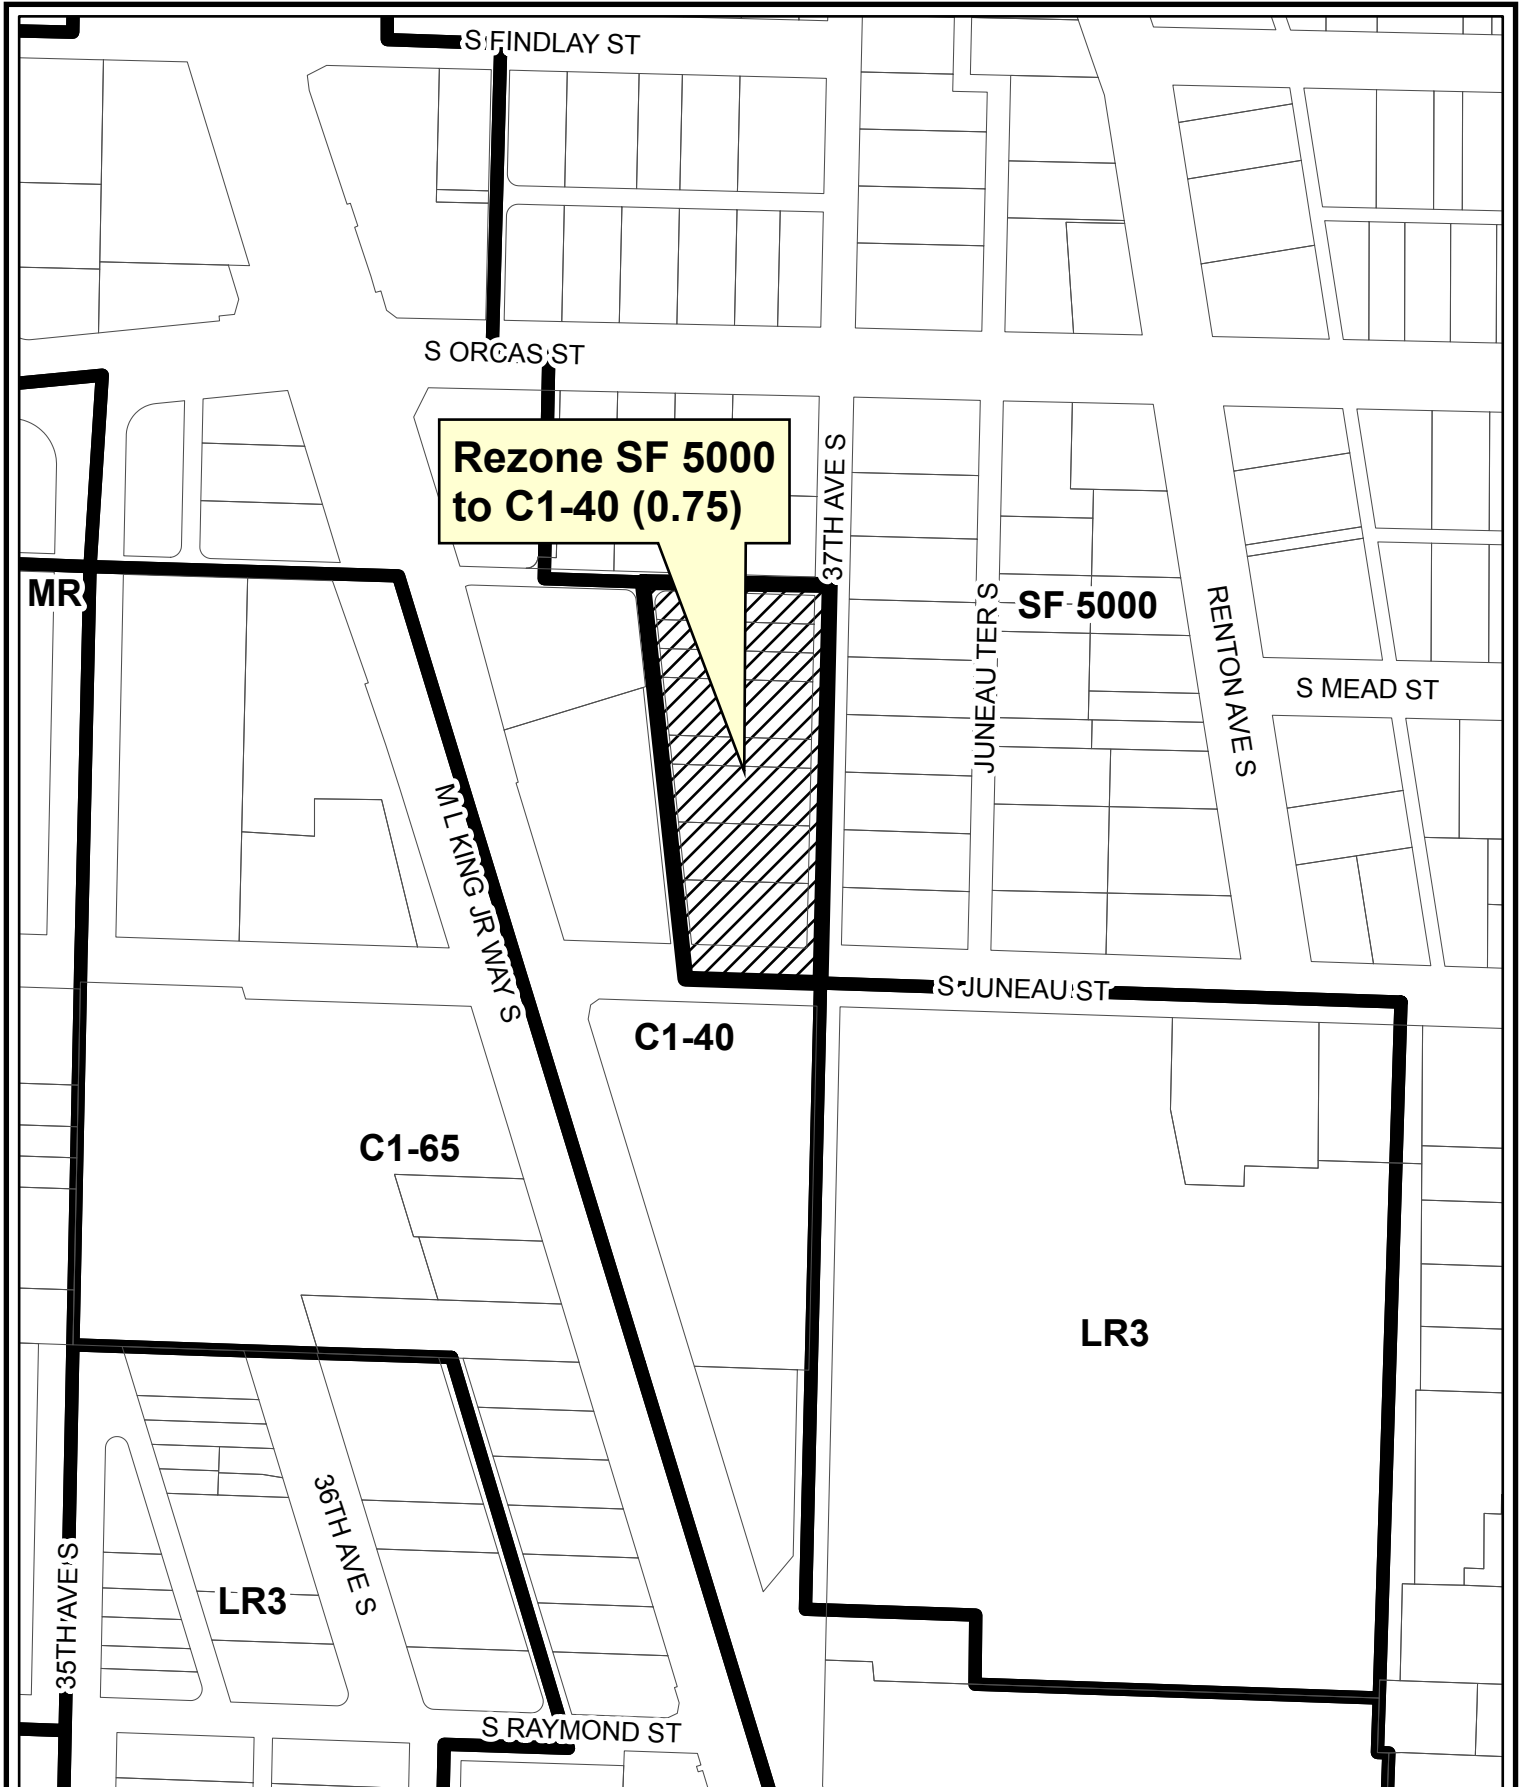 S FINDLAY ST
S ORCAS ST
Rezone SF 5000
to C1-40 (0.75)
37TH AVE S
MR
SF 5000
JUNEAU TER S
RENTON AVE S
S MEAD ST
M L KING JR WAY S
S JUNEAU ST
C1-40
C1-65
LR3
36TH AVE S
LR3
35TH AVE S
S RAYMOND ST